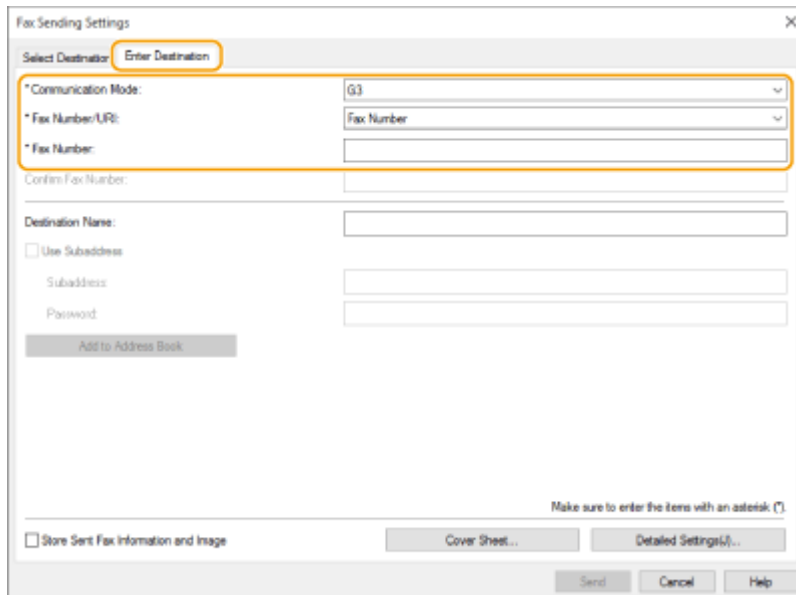 Fax Sending Settings
Select Destination Enter Destination
* Communication Mode: G3
* Fax Number/URI: Fax Number
* Fax Number:
Confirm Fax Number:
Destination Name:
Use Subaddress
Subaddress:
Password:
Add to Address Book
Make sure to enter the items with an asterisk (*).
Store Sent Fax Information and Image Cover Sheet... Detailed Settings(J)...
Send Cancel Help